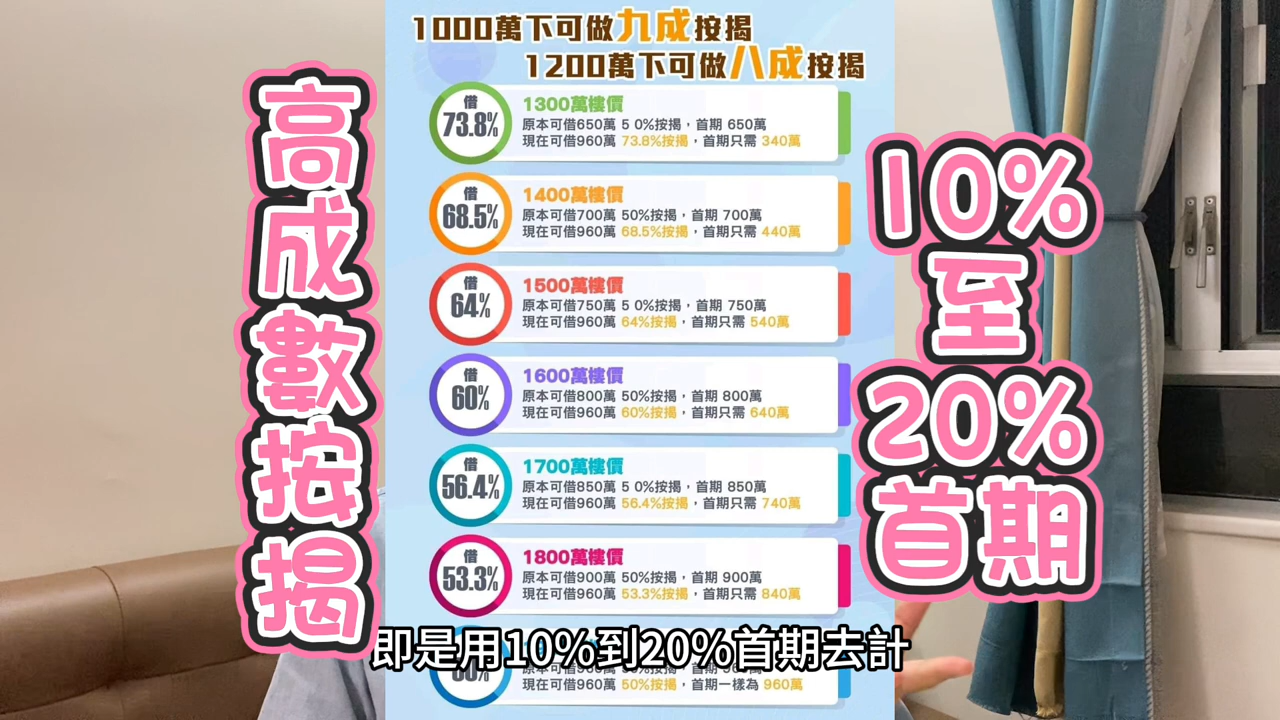 1000萬下可做九成按揭
1200萬下可做八成按揭
高成數按揭
10%
至
20%
首期
借
73.8%
1300萬樓價
原本可借650萬 5 0%按揭，首期 650萬
現在可借960萬 73.8%按揭，首期只需 340萬
借
68.5%
1400萬樓價
原本可借700萬 50%按揭，首期 700萬
現在可借960萬 68.5%按揭，首期只需 440萬
借
64%
1500萬樓價
原本可借750萬 5 0%按揭，首期 750萬
現在可借960萬 64%按揭，首期只需 540萬
借
60%
1600萬樓價
原本可借800萬 50%按揭，首期 800萬
現在可借960萬 60%按揭，首期只需 640萬
借
56.4%
1700萬樓價
原本可借850萬 5 0%按揭，首期 850萬
現在可借960萬 56.4%按揭，首期只需 740萬
借
53.3%
1800萬樓價
原本可借900萬 50%按揭，首期 900萬
現在可借960萬 53.3%按揭，首期只需 840萬
即是用10%到20%首期去計
現在可借960萬 50%按揭，首期一樣為 960萬